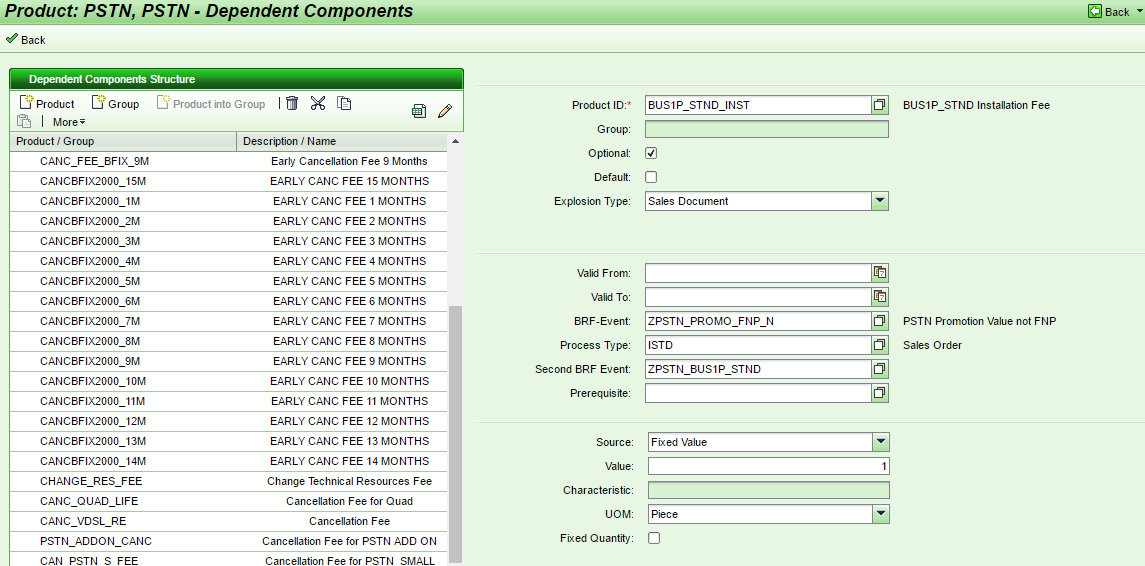 Product: PSTN, PSTN - Dependent Components
Back
Back
Dependent Components Structure
Product Group Product into Group
More
Product / Group Description / Name
CANC_FEE_BFIX_9M Early Cancellation Fee 9 Months
CANCBFIX2000_15M EARLY CANC FEE 15 MONTHS
CANCBFIX2000_1M EARLY CANC FEE 1 MONTHS
CANCBFIX2000_2M EARLY CANC FEE 2 MONTHS
CANCBFIX2000_3M EARLY CANC FEE 3 MONTHS
CANCBFIX2000_4M EARLY CANC FEE 4 MONTHS
CANCBFIX2000_5M EARLY CANC FEE 5 MONTHS
CANCBFIX2000_6M EARLY CANC FEE 6 MONTHS
CANCBFIX2000_7M EARLY CANC FEE 7 MONTHS
CANCBFIX2000_8M EARLY CANC FEE 8 MONTHS
CANCBFIX2000_9M EARLY CANC FEE 9 MONTHS
CANCBFIX2000_10M EARLY CANC FEE 10 MONTHS
CANCBFIX2000_11M EARLY CANC FEE 11 MONTHS
CANCBFIX2000_12M EARLY CANC FEE 12 MONTHS
CANCBFIX2000_13M EARLY CANC FEE 13 MONTHS
CANCBFIX2000_14M EARLY CANC FEE 14 MONTHS
CHANGE_RES_FEE Change Technical Resources Fee
CANC_QUAD_LIFE Cancellation Fee for Quad
CANC_VDSL_RE Cancellation Fee
PSTN_ADDON_CANC Cancellation Fee for PSTN ADD ON
CAN_PSTN_S_FEE Cancellation Fee for PSTN_SMALL
Product ID:* BUS1P_STND_INST BUS1P_STND Installation Fee
Group:
Optional:
Default:
Explosion Type: Sales Document
Valid From:
Valid To:
BRF-Event: ZPSTN_PROMO_FNP_N PSTN Promotion Value not FNP
Process Type: ISTD Sales Order
Second BRF Event: ZPSTN_BUS1P_STND
Prerequisite:
Source: Fixed Value
Value: 1
Characteristic:
UOM: Piece
Fixed Quantity: